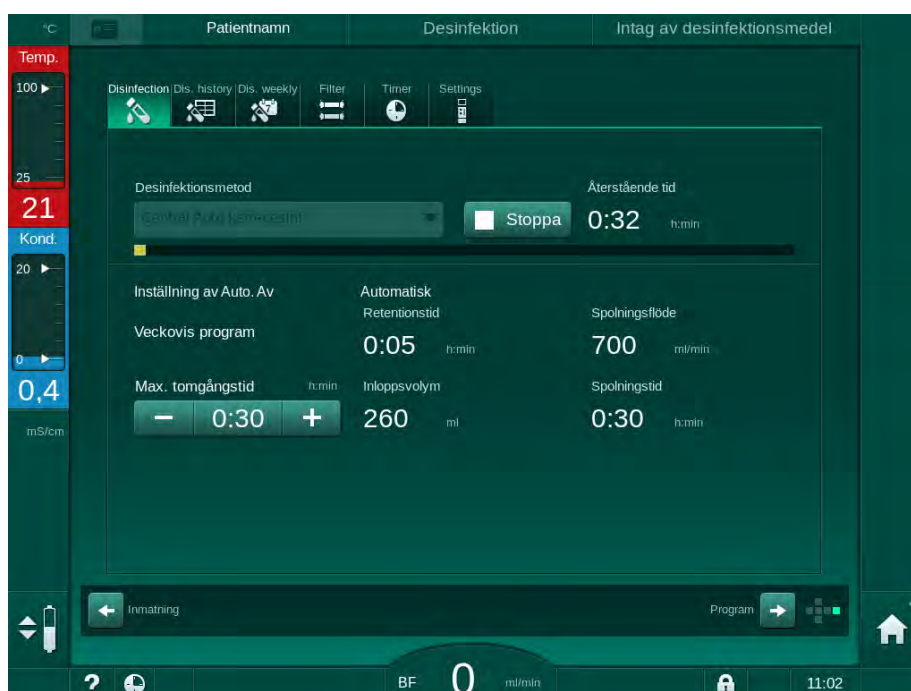 °C Patientnamn Desinfektion Intag av desinfektionsmedel
Temp.
100
25
21
Kond.
20
0
0,4
mS/cm
Disinfection Dis. history Dis. weekly Filter Timer Settings
7
Desinfektionsmetod
Stoppa
Återstående tid
0:32 h:min
Inställning av Auto. Av
Veckovis program
Max. tomgångstid h:min
− 0:30 +
Automatisk
Retentionstid
0:05 h:min
Inloppsvolym
260 ml
Spolningsflöde
700 ml/min
Spolningstid
0:30 h:min
Inmatning
Program
? BF 0 ml/min 11:02